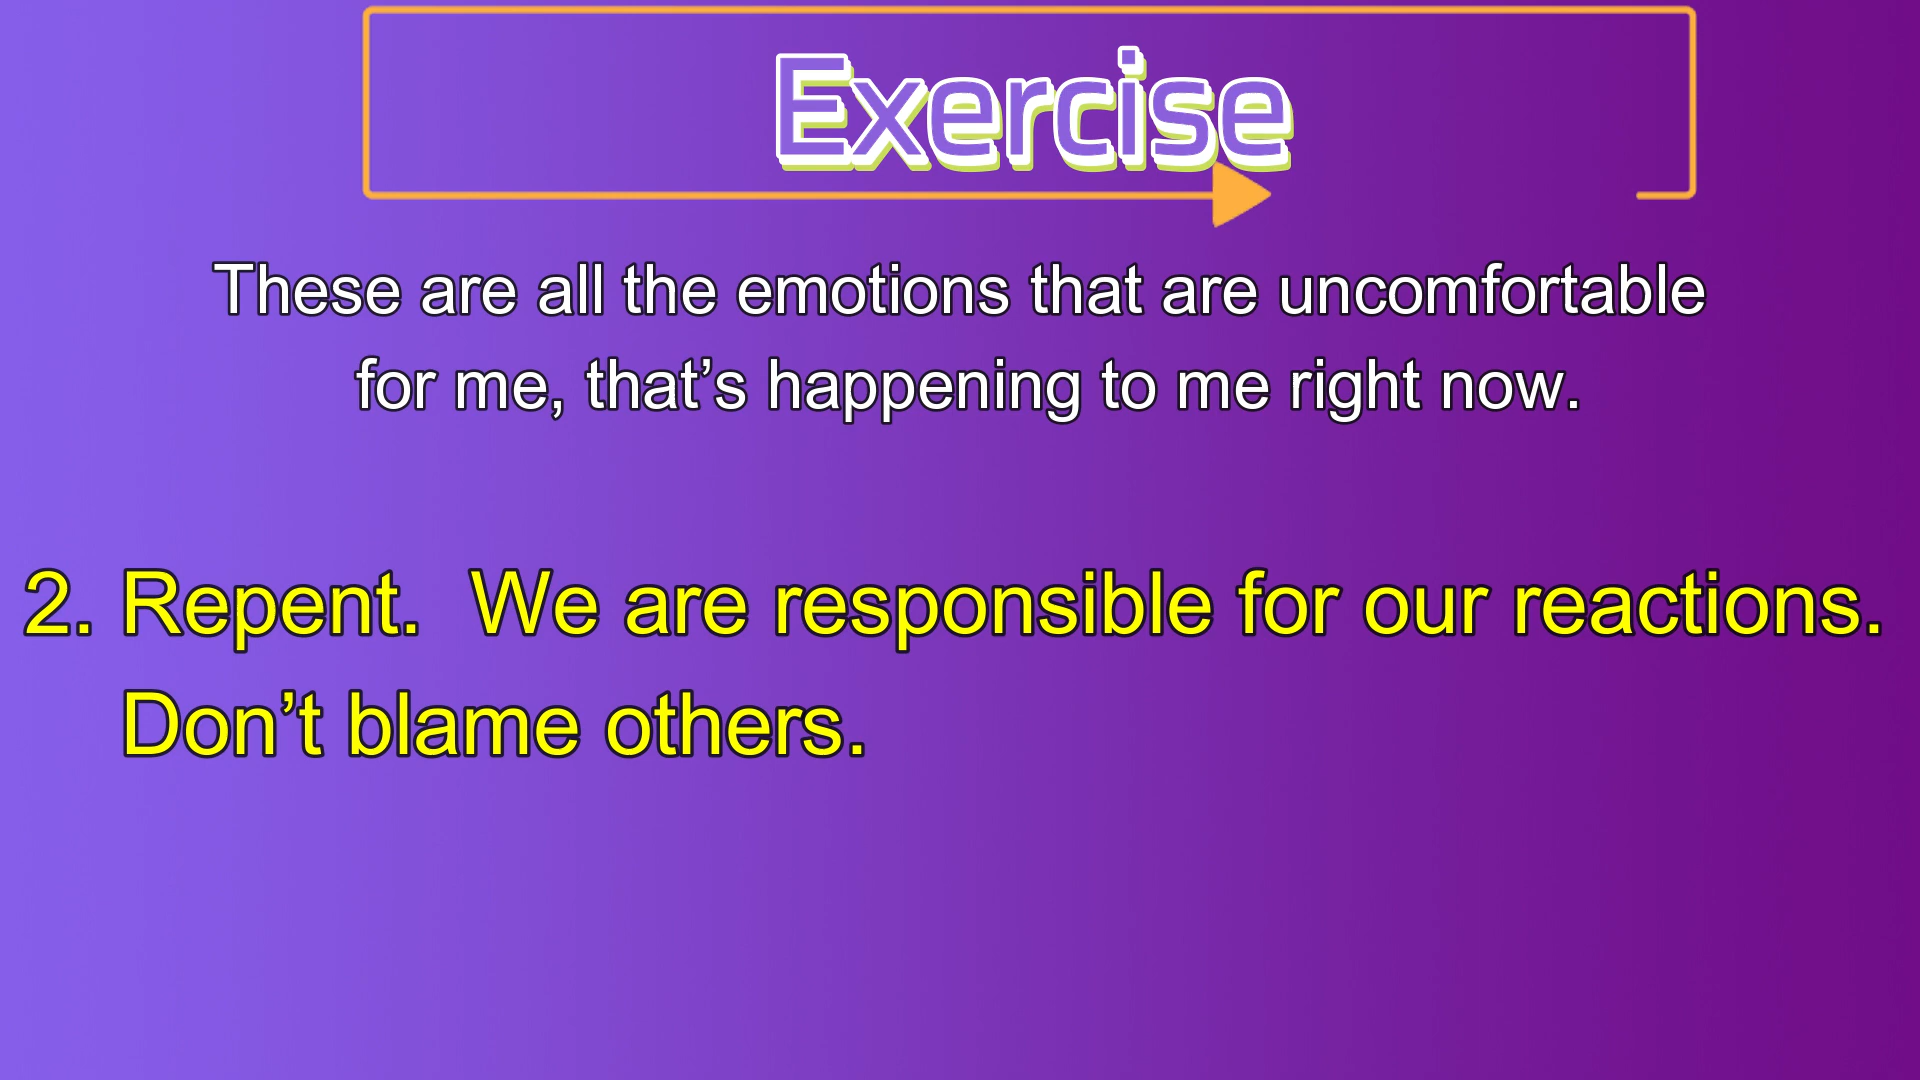 Exercise
These are all the emotions that are uncomfortable
for me, that’s happening to me right now.
2. Repent.  We are responsible for our reactions.
Don’t blame others.